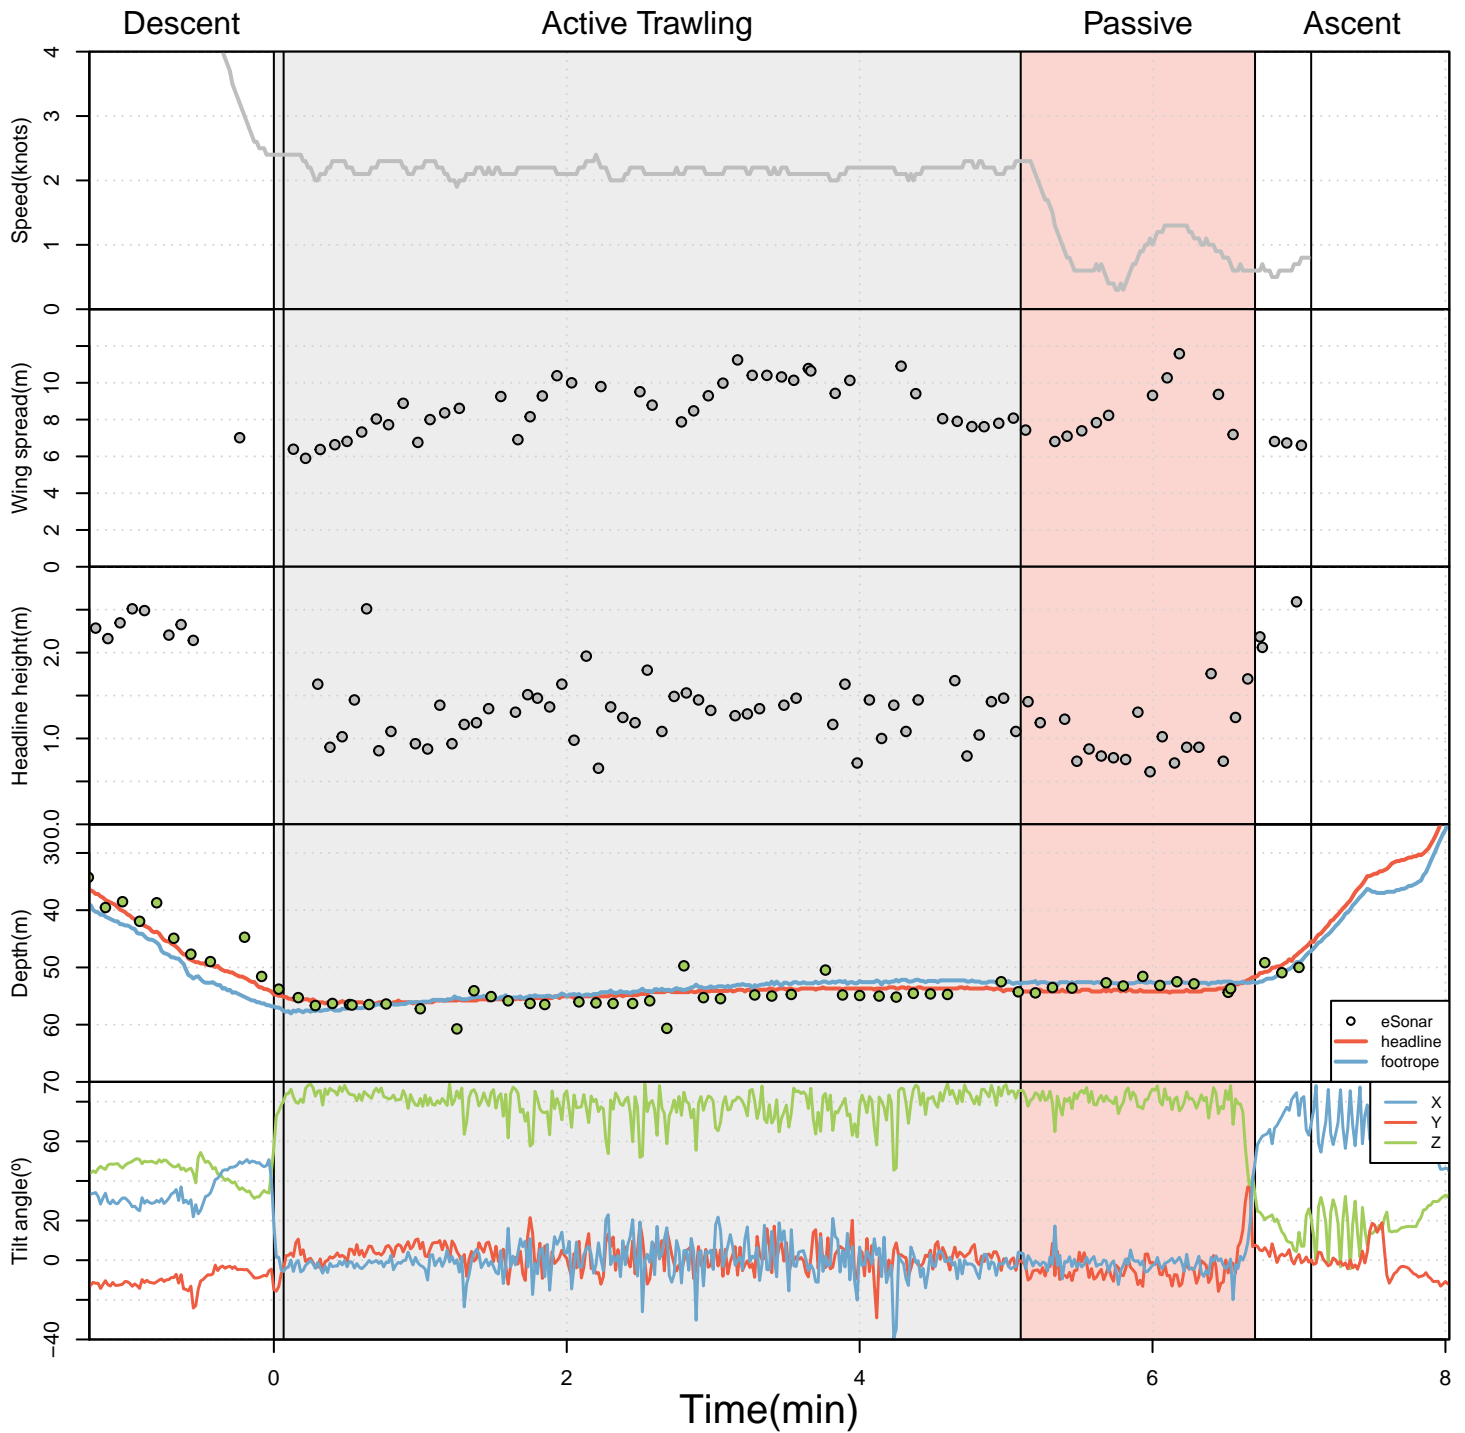 Descent Active Trawling Passive Ascent
Speed(knots)
4
3
2
1
0
Wing spread(m)
10
8
6
4
2
0
Headline height(m)
2.0
1.0
0.0
Depth(m)
30
40
50
60
70
eSonar
headline
footrope
Tilt angle(º)
60
20
0
−40
X
Y
Z
0 2 4 6 8
Time(min)